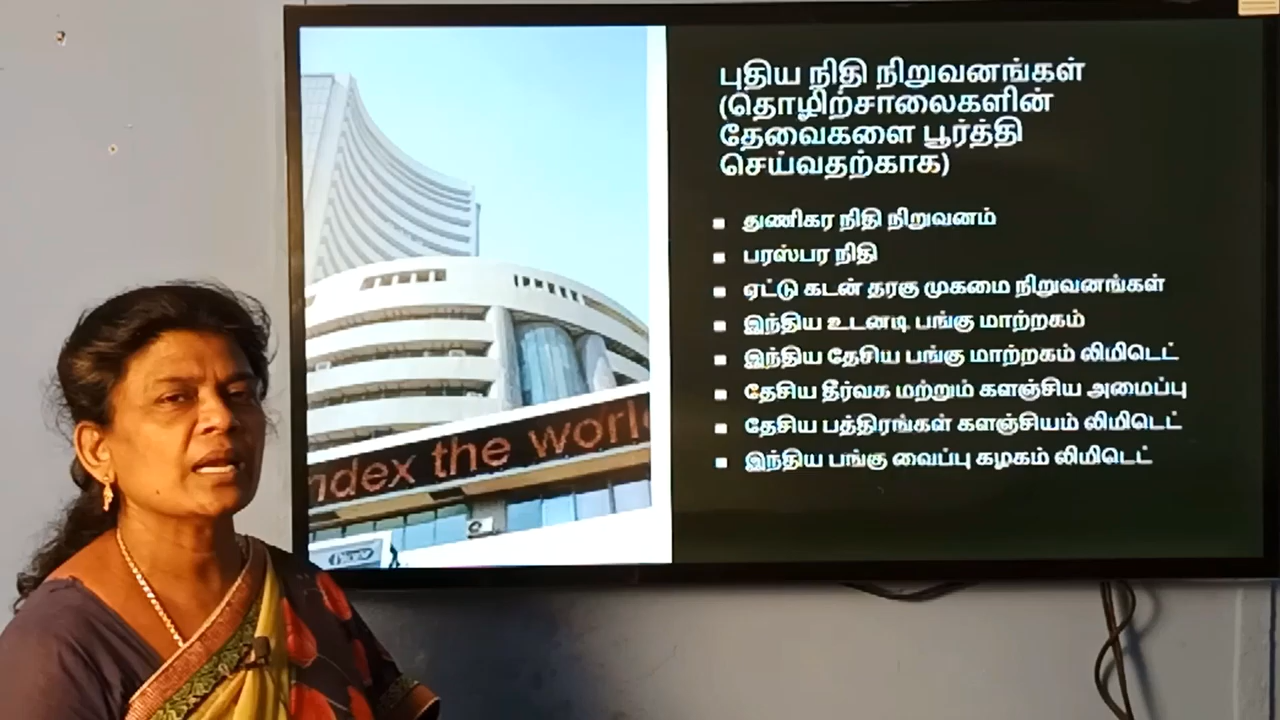 புதிய நிதி நிறுவனங்கள்
(தொழிற்சாலைகளின்
தேவைகளை பூர்த்தி
செய்வதற்காக)
துணிகர நிதி நிறுவனம்
பரஸ்பர நிதி
ஏட்டு கடன் தரகு முகமை நிறுவனங்கள்
இந்திய உடனடி பங்கு மாற்றகம்
இந்திய தேசிய பங்கு மாற்றகம் லிமிடெட்
தேசிய தீர்வக மற்றும் களஞ்சிய அமைப்பு
தேசிய பத்திரங்கள் களஞ்சியம் லிமிடெட்
இந்திய பங்கு வைப்பு கழகம் லிமிடெட்
ndex the worl